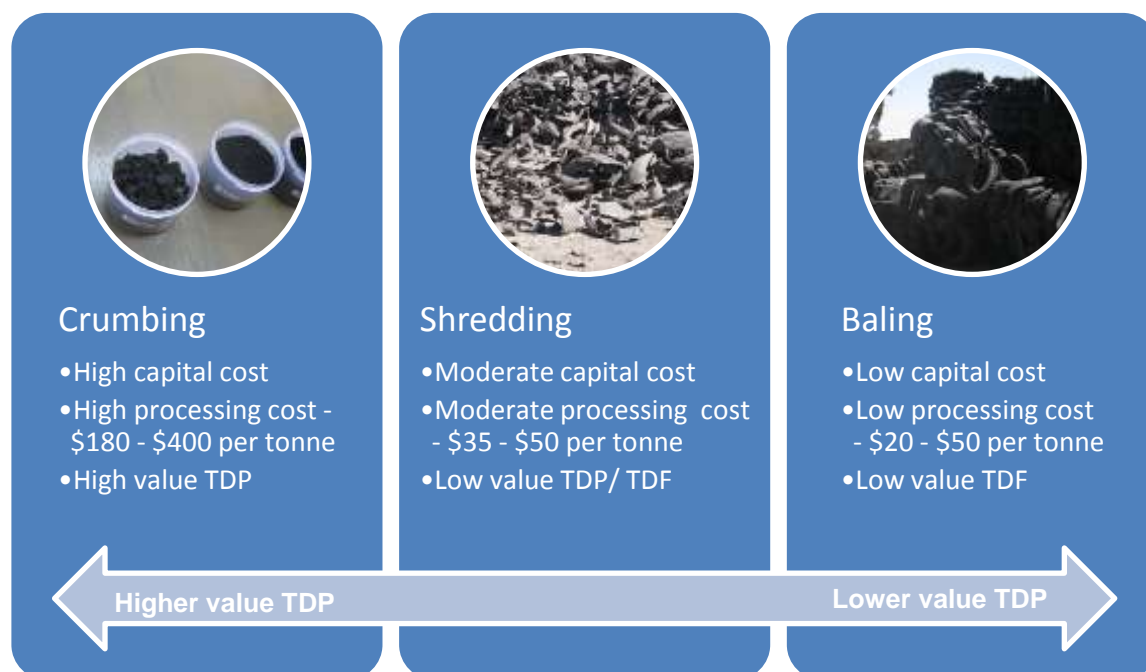 Crumbing
•High capital cost
•High processing cost -
$180 - $400 per tonne
•High value TDP
Shredding
•Moderate capital cost
•Moderate processing cost
- $35 - $50 per tonne
•Low value TDP/ TDF
Baling
•Low capital cost
•Low processing cost
- $20 - $50 per tonne
•Low value TDF
Higher value TDP
Lower value TDP